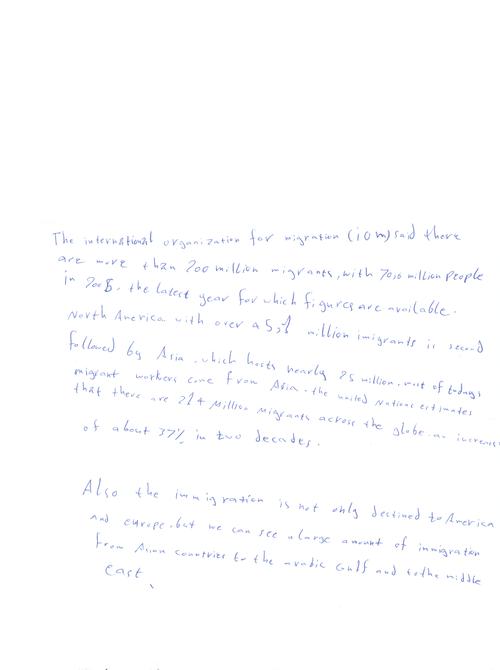 The international organization for migration (iom) said there
are more than 200 million migrants, with million people
in the latest year for which figures are available.
North America with over a million imigrants is second
followed by Asia. which hosts nearly 25 million. most of todays
migrant workers come from Asia. the united Nations estimates
that there are 214 Million migrants across the globe. an increas
of about 37% in two decades.
Also the immigration is not only destined to America
and europe. but we can see a large amount of immigration
from Asian countries to the arabic Gulf and to the middle
east